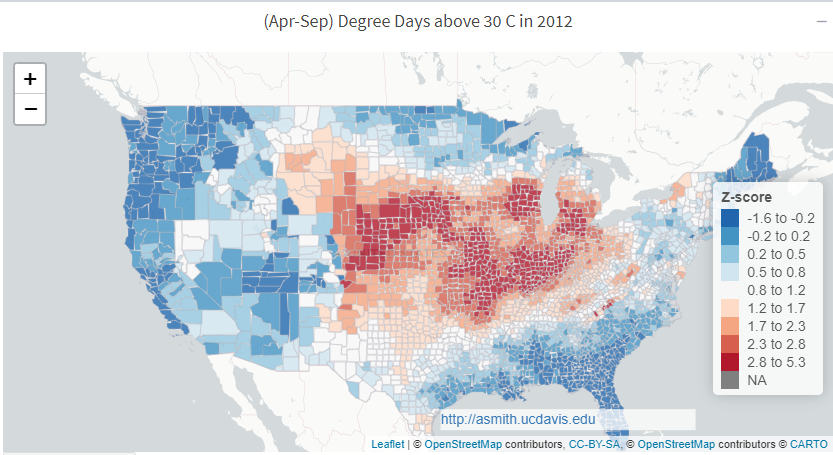 (Apr-Sep) Degree Days above 30 C in 2012
+
−
Z-score
-1.6 to -0.2
-0.2 to 0.2
0.2 to 0.5
0.5 to 0.8
0.8 to 1.2
1.2 to 1.7
1.7 to 2.3
2.3 to 2.8
2.8 to 5.3
NA
http://asmith.ucdavis.edu
Leaflet | © OpenStreetMap contributors, CC-BY-SA, © OpenStreetMap contributors © CARTO